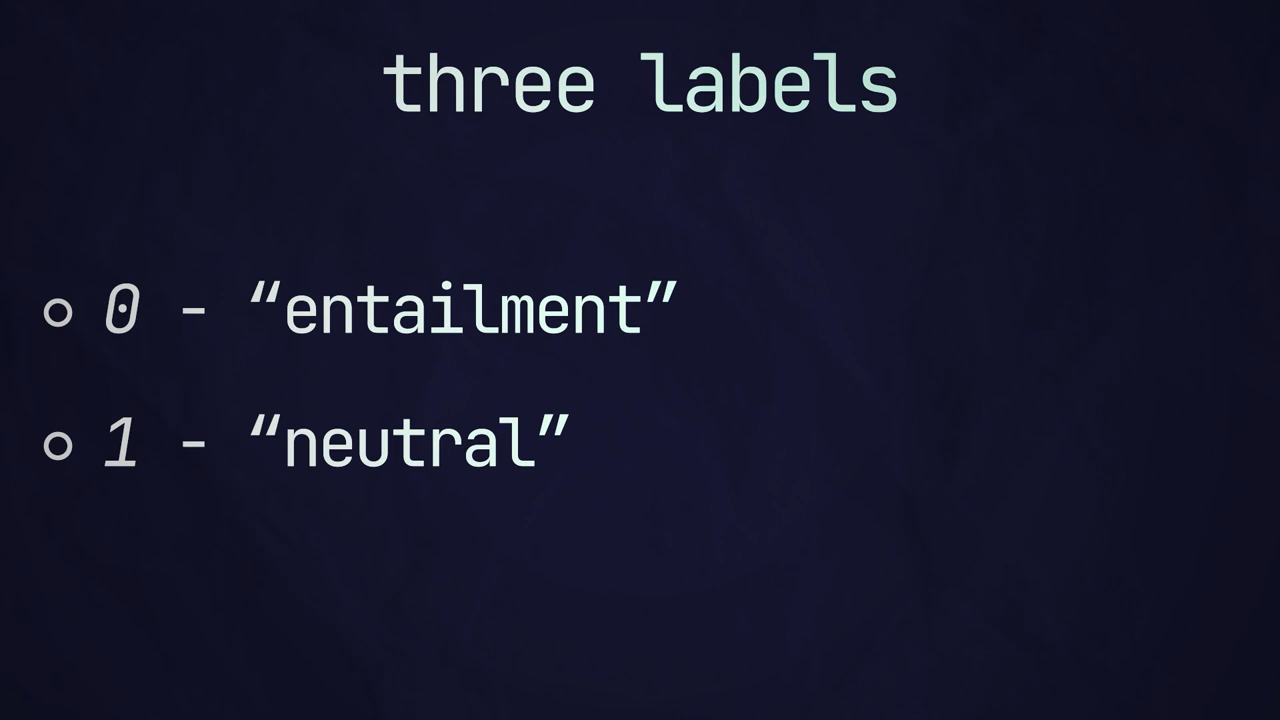 three labels
0 - “entailment”
1 - “neutral”